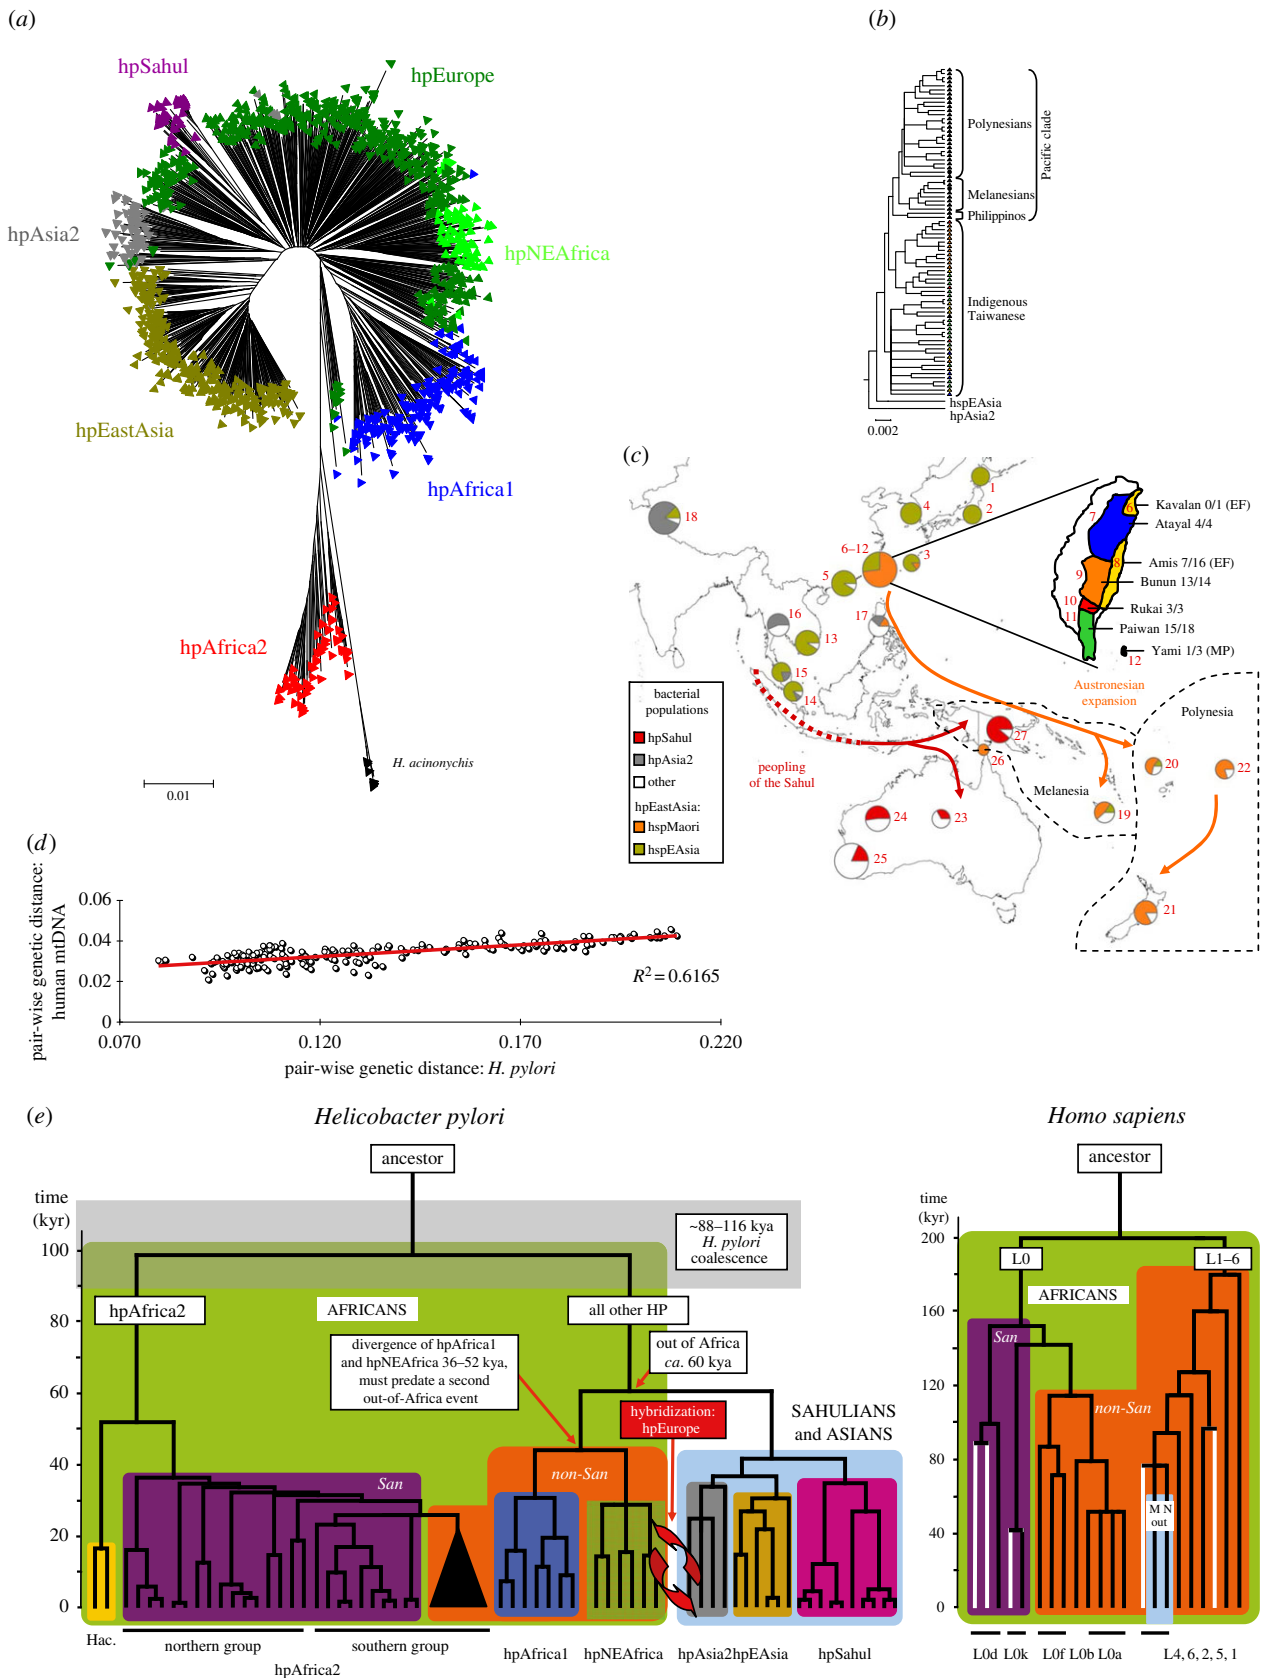 (a)
hpSahul
hpEurope
hpAsia2
hpNEAfrica
hpEastAsia
hpAfrica1
hpAfrica2
H. acinonychis
0.01
(b)
Polynesians
Melanesians
Philippinos
Pacific clade
Indigenous
Taiwanese
hspEAsia
hpAsia2
0.002
(c)
18
4
1
2
6–12
3
5
16
17
13
15
14
7
6
8
9
10
11
12
Kavalan 0/1 (EF)
Atayal 4/4
Amis 7/16 (EF)
Bunun 13/14
Rukai 3/3
Paiwan 15/18
Yami 1/3 (MP)
Austronesian
expansion
Polynesia
bacterial
populations
hpSahul
hpAsia2
other
hpEastAsia:
hspMaori
hspEAsia
peopling
of the Sahul
27
26
Melanesia
20
22
19
24
23
25
21
(d)
pair-wise genetic distance:
human mtDNA
0.06
0.04
0.02
0
R² = 0.6165
0.070
0.120
0.170
0.220
pair-wise genetic distance: H. pylori
(e)
Helicobacter pylori
ancestor
time
(kyr)
~88–116 kya
H. pylori
coalescence
100
80
60
40
20
0
hpAfrica2
AFRICANS
all other HP
divergence of hpAfrica1
and hpNEAfrica 36–52 kya,
must predate a second
out-of-Africa event
out of Africa
ca. 60 kya
hybridization:
hpEurope
SAHULIANS
and ASIANS
San
non-San
Hac.
northern group
southern group
hpAfrica2
hpAfrica1
hpNEAfrica
hpAsia2
hpEAsia
hpSahul
Homo sapiens
ancestor
time
(kyr)
200
160
120
80
40
0
L0
L1–6
AFRICANS
San
non-San
M N
out
L0d
L0k
L0f
L0b
L0a
L4, 6, 2, 5, 1